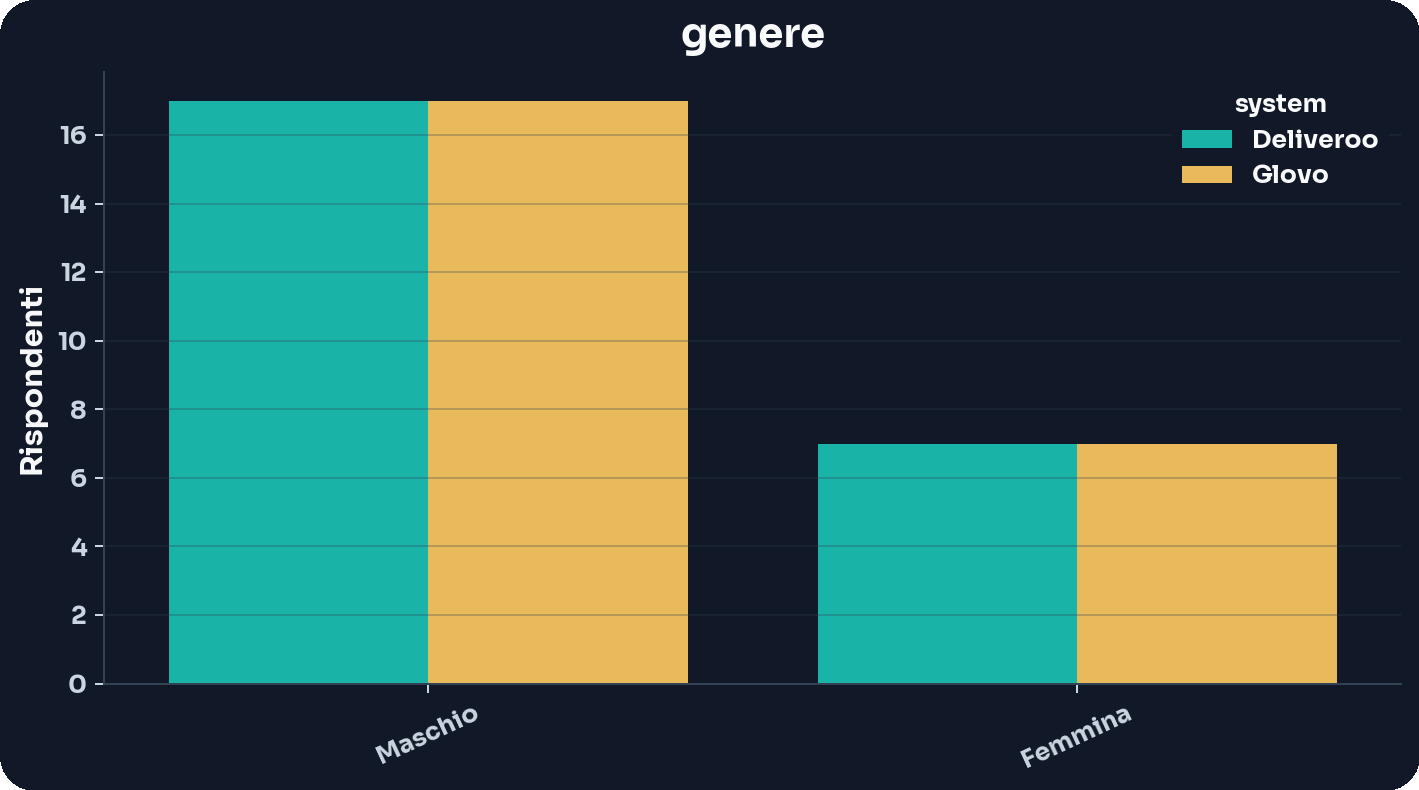 genere
system
Deliveroo
Glovo
Rispondenti
16
14
12
10
8
6
4
2
0
Maschio
Femmina